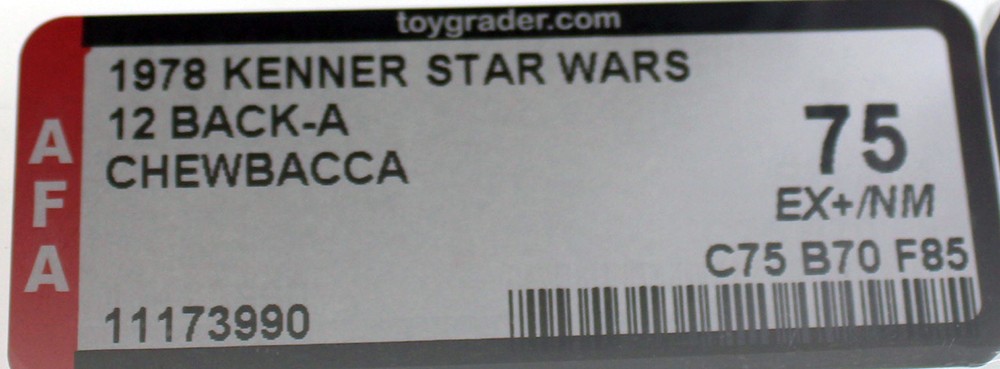 toygrader.com
AFA
1978 KENNER STAR WARS
12 BACK-A
CHEWBACCA
75
EX+/NM
C75 B70 F85
11173990